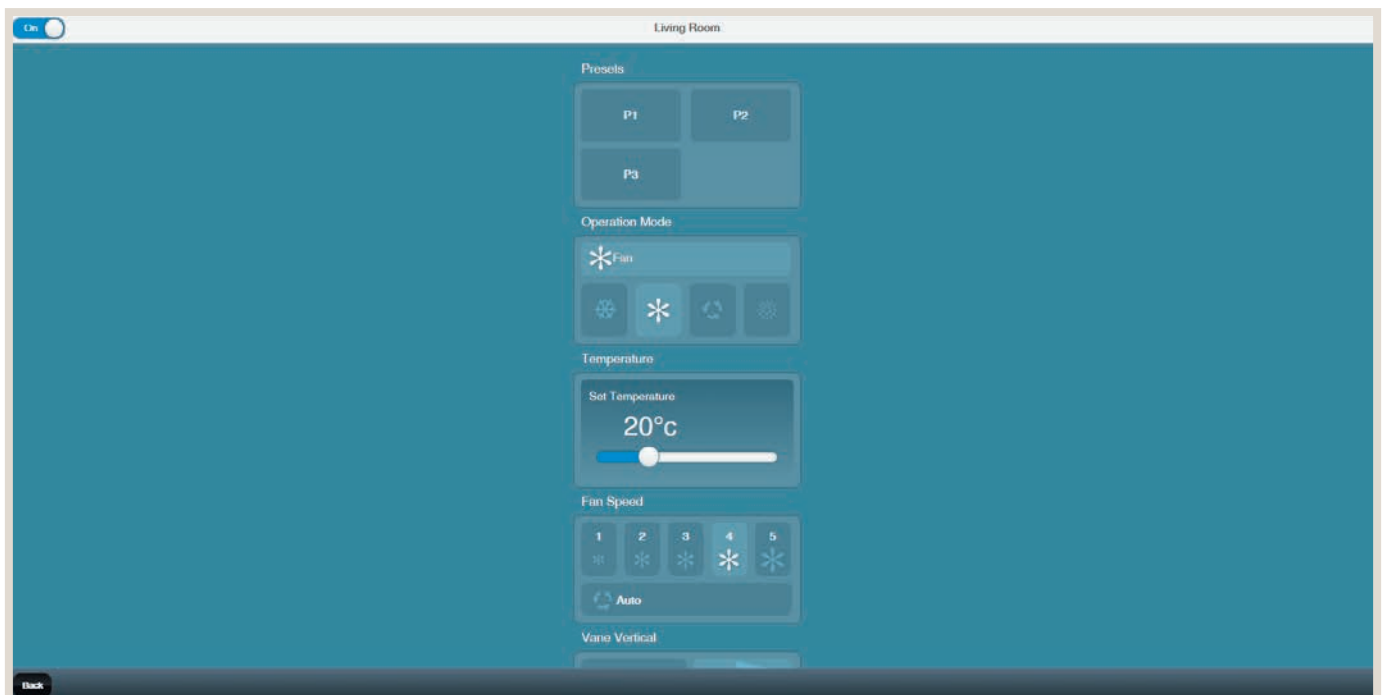 On
Living Room
Presets
P1 P2
P3
Operation Mode
Fan
Temperature
Set Temperature
20°c
Fan Speed
1 2 3 4 5
Auto
Vane Vertical
Back